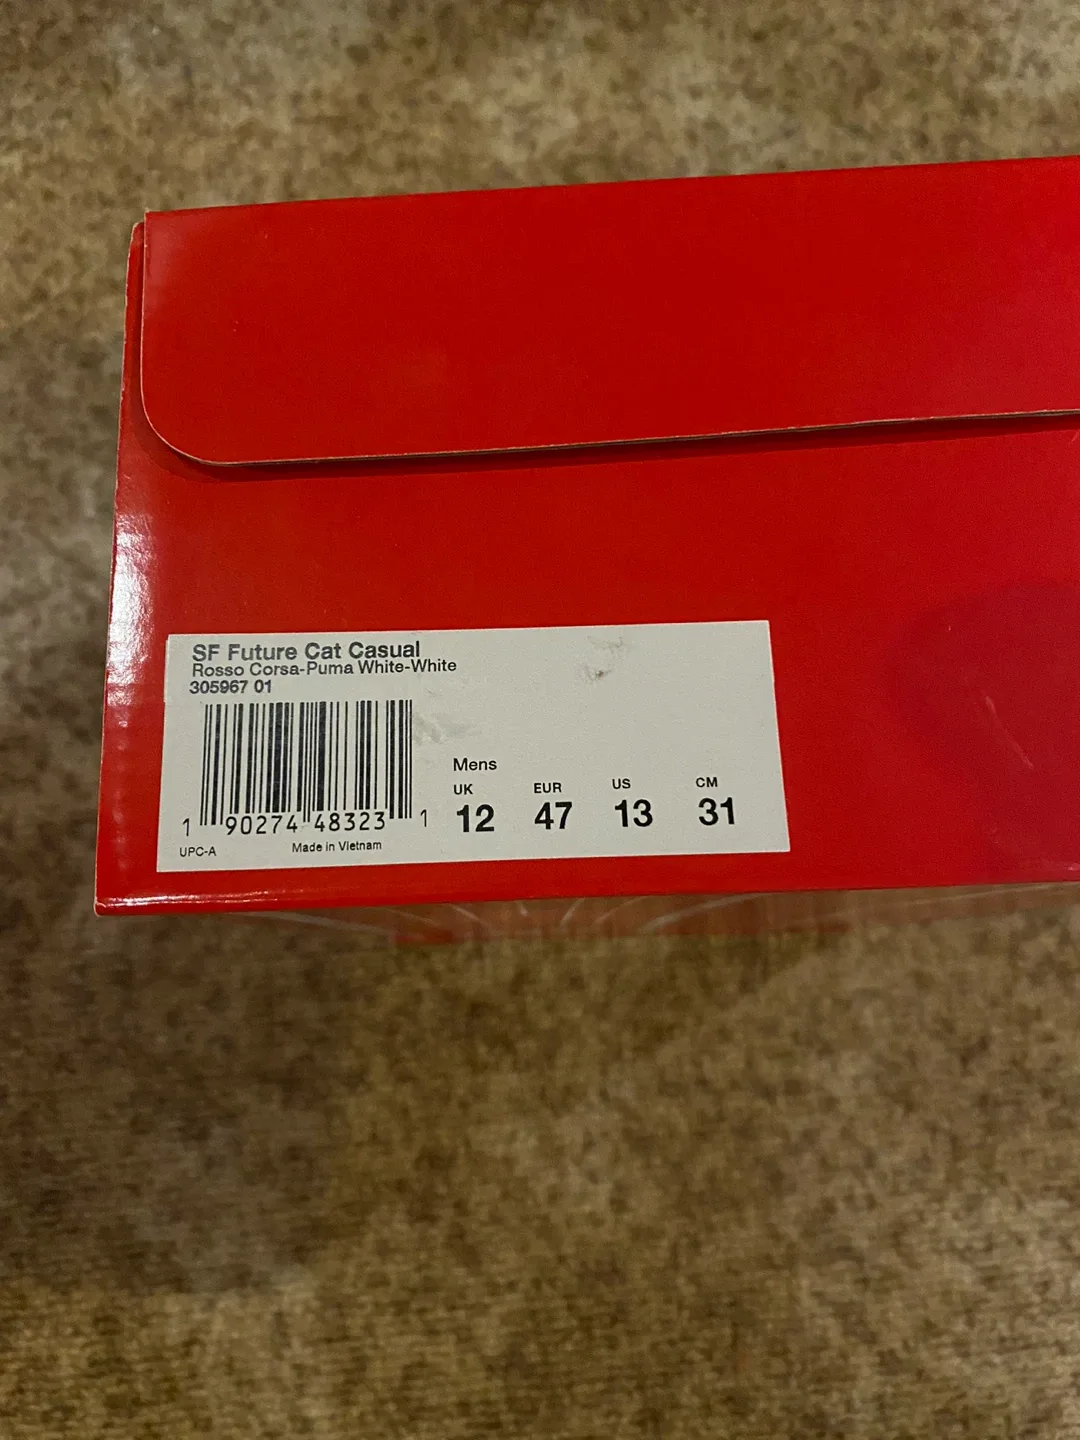 SF Future Cat Casual
Rosso Corsa-Puma White-White
305967 01
1 90274 48323 1
UPC-A
Made in Vietnam
Mens
UK EUR US CM
12 47 13 31